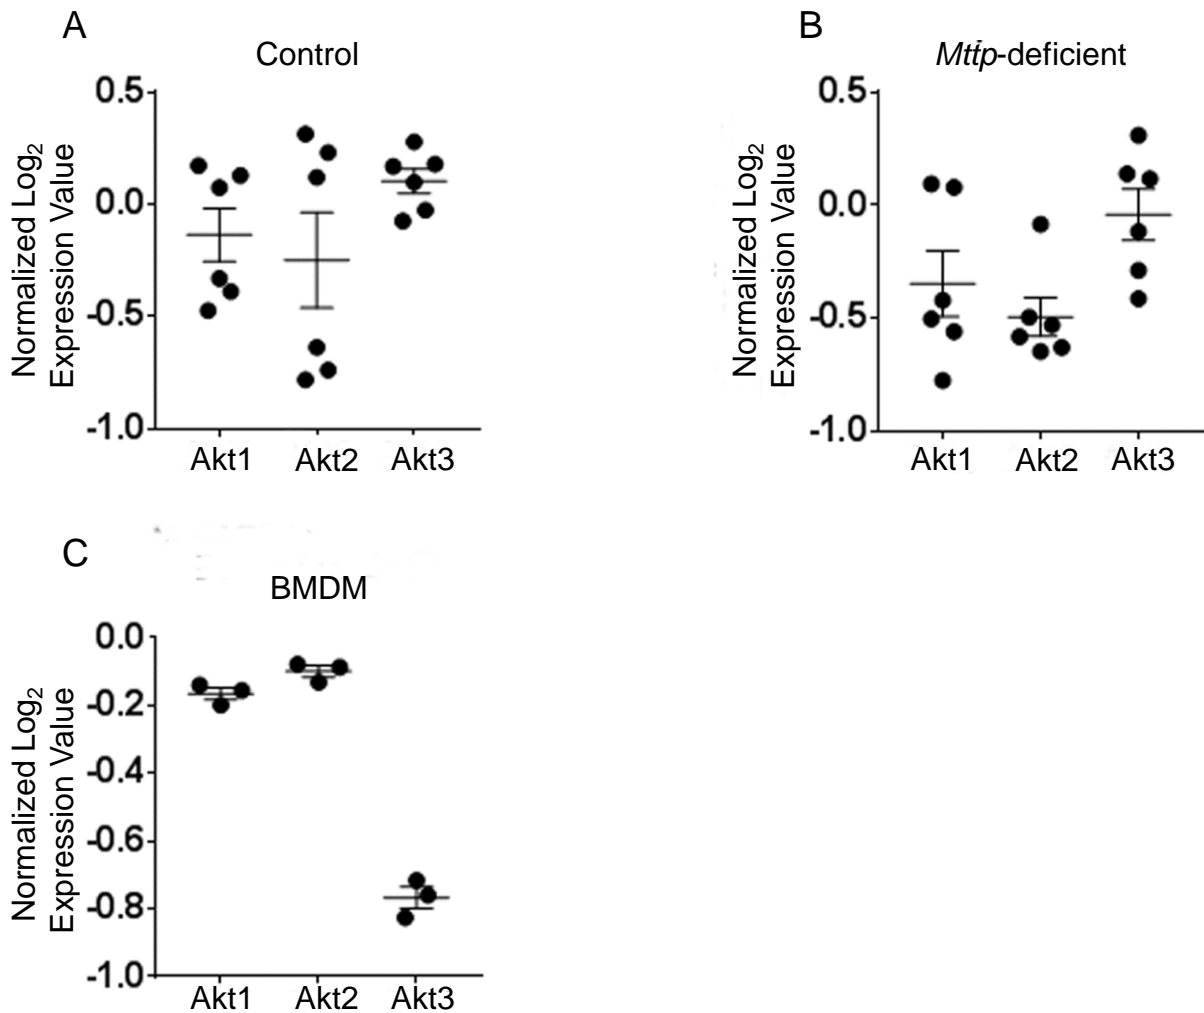 A
Control
Normalized Log2
Expression Value
0.5
0.0
-0.5
-1.0
Akt1 Akt2 Akt3
B
Mttp-deficient
Normalized Log2
Expression Value
0.5
0.0
-0.5
-1.0
Akt1 Akt2 Akt3
C
BMDM
Normalized Log2
Expression Value
0.0
-0.2
-0.4
-0.6
-0.8
-1.0
Akt1 Akt2 Akt3